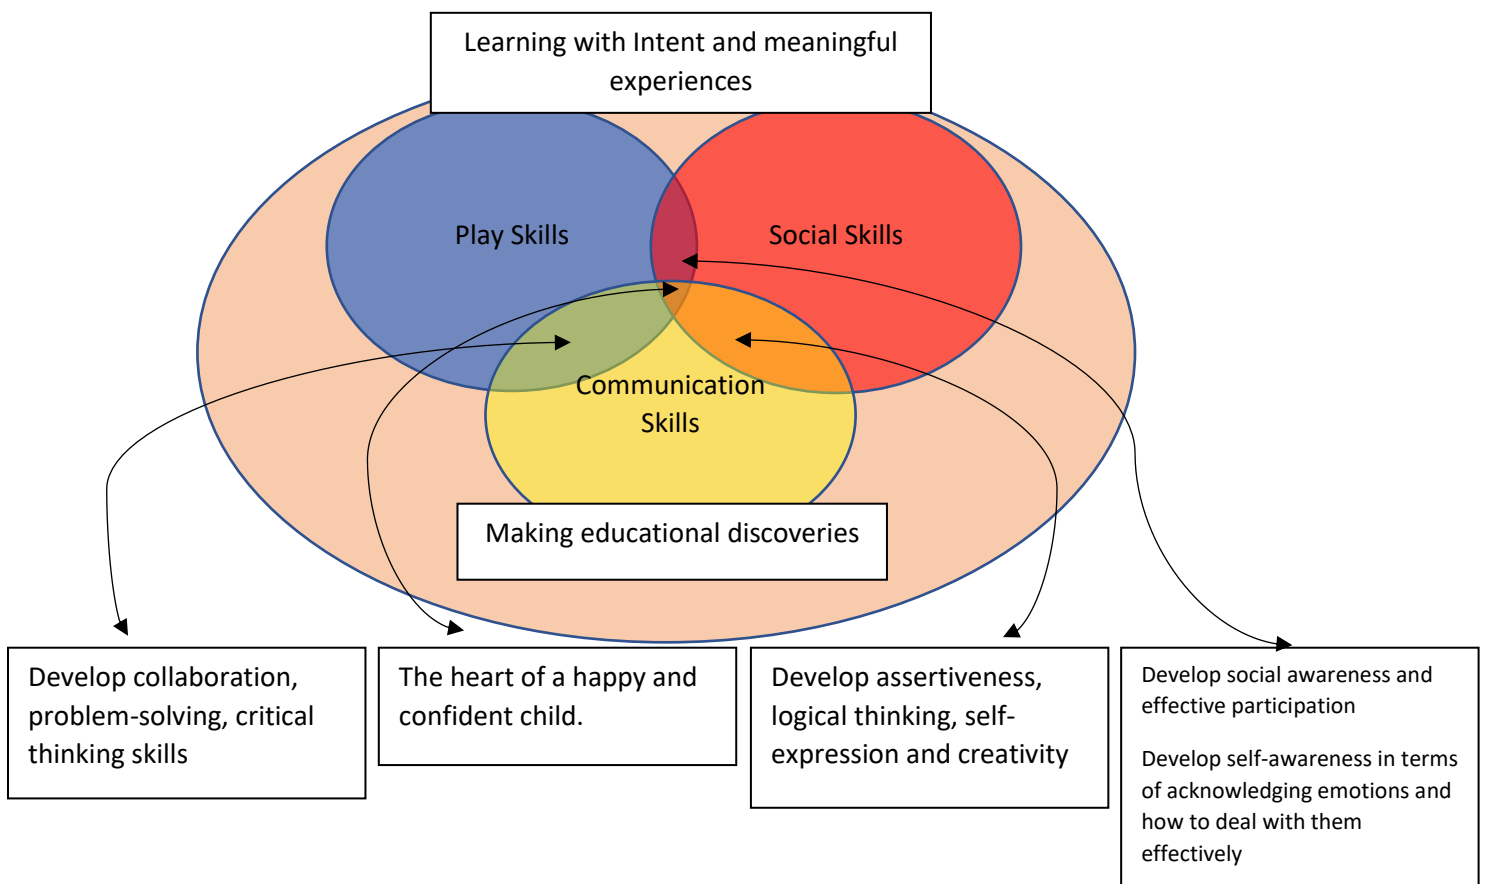 Learning with Intent and meaningful
experiences
Play Skills
Social Skills
Communication
Skills
Making educational discoveries
Develop collaboration,
problem-solving, critical
thinking skills
The heart of a happy and
confident child.
Develop assertiveness,
logical thinking, self-
expression and creativity
Develop social awareness and
effective participation
Develop self-awareness in terms
of acknowledging emotions and
how to deal with them
effectively